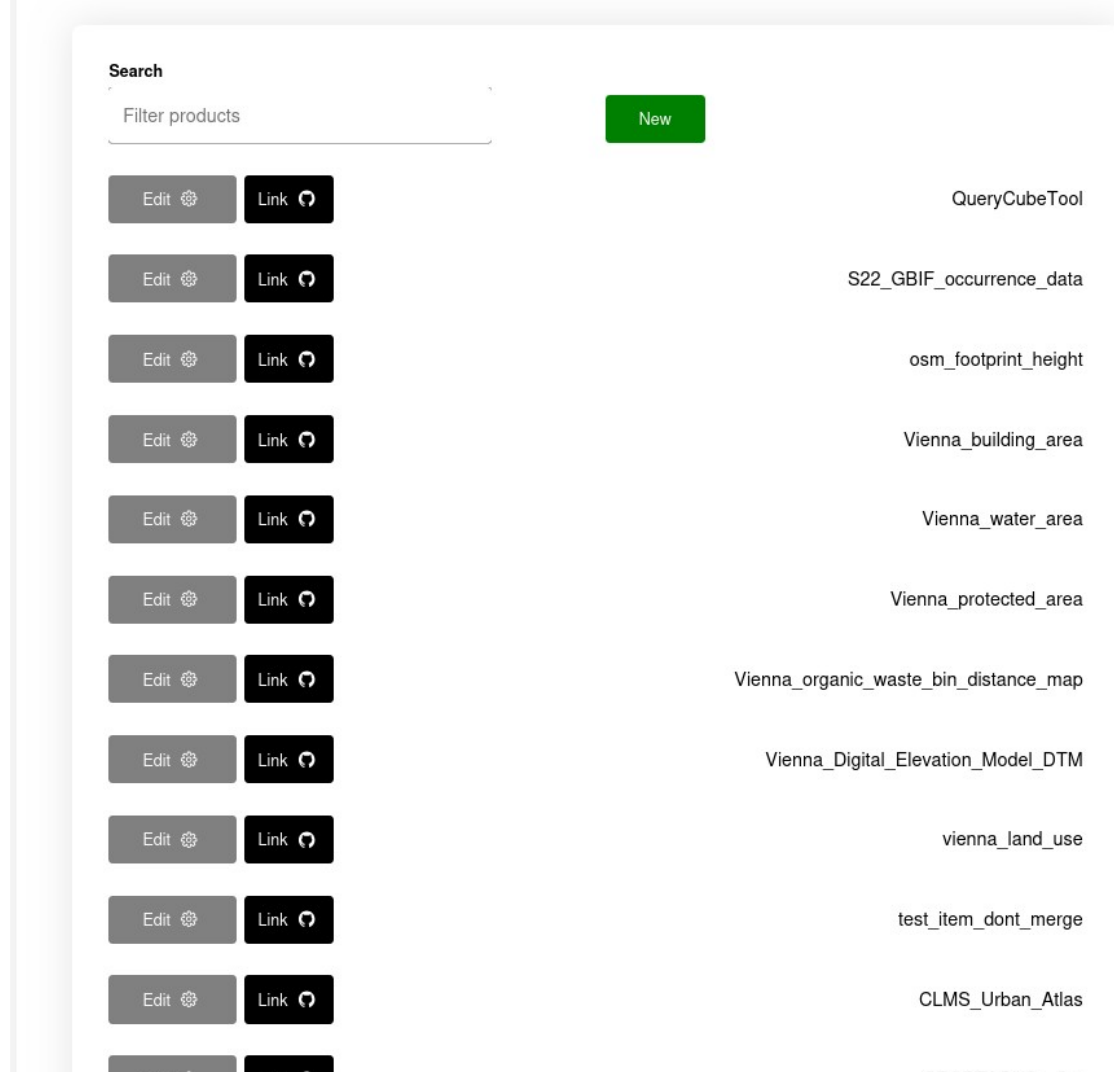 Search
Filter products
New
Edit Link QueryCubeTool
Edit Link S22_GBIF_occurrence_data
Edit Link osm_footprint_height
Edit Link Vienna_building_area
Edit Link Vienna_water_area
Edit Link Vienna_protected_area
Edit Link Vienna_organic_waste_bin_distance_map
Edit Link Vienna_Digital_Elevation_Model_DTM
Edit Link vienna_land_use
Edit Link test_item_dont_merge
Edit Link CLMS_Urban_Atlas